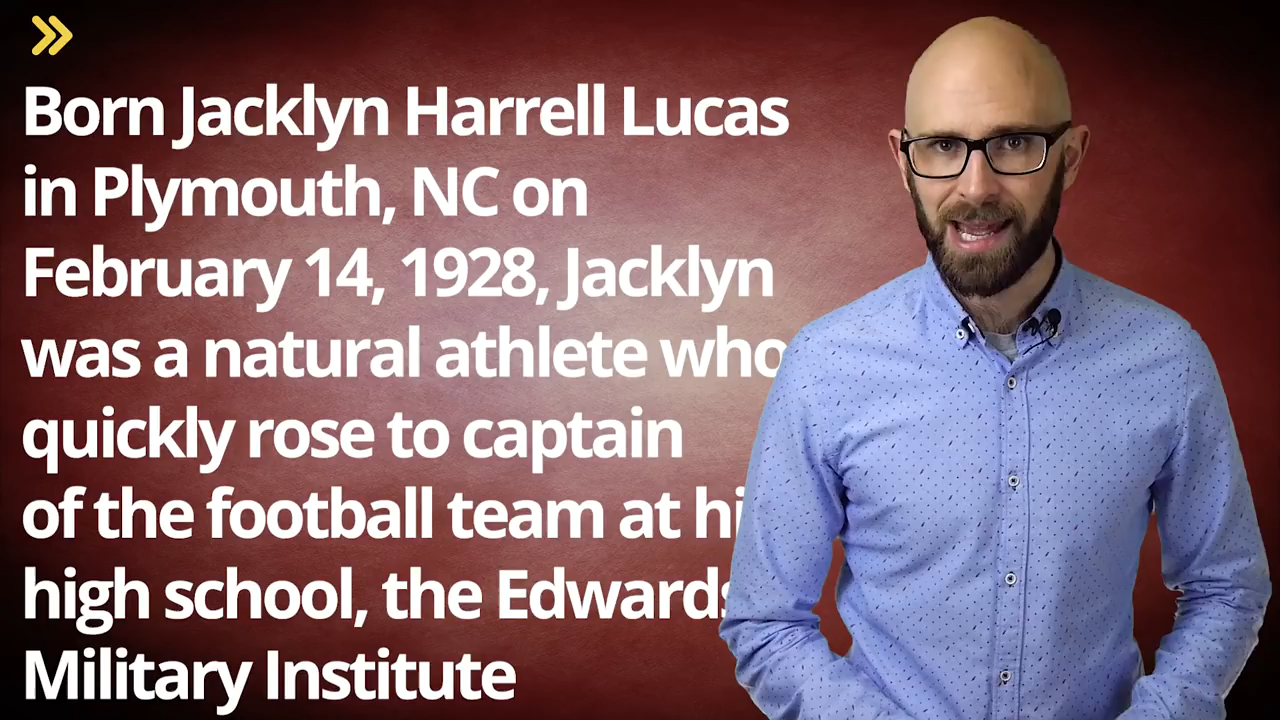 Born Jacklyn Harrell Lucas
in Plymouth, NC on
February 14, 1928, Jacklyn
was a natural athlete who
quickly rose to captain
of the football team at
high school, the Edwards
Military Institute